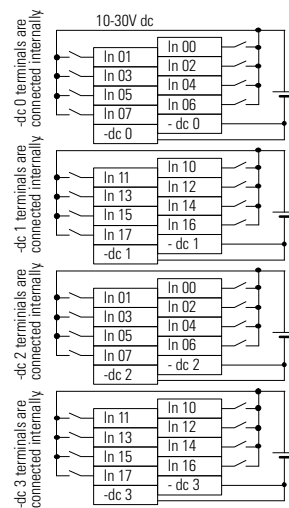 10-30V dc
-dc 0 terminals are
connected internally.
In 01
In 03
In 05
In 07
-dc 0
In 00
In 02
In 04
In 06
- dc 0
-dc 1 terminals are
connected internally.
In 11
In 13
In 15
In 17
-dc 1
In 10
In 12
In 14
In 16
- dc 1
-dc 2 terminials are
connected internally.
In 01
In 03
In 05
In 07
-dc 2
In 00
In 02
In 04
In 06
- dc 2
-dc 3 terminals are
connected internally.
In 11
In 13
In 15
In 17
-dc 3
In 10
In 12
In 14
In 16
- dc 3